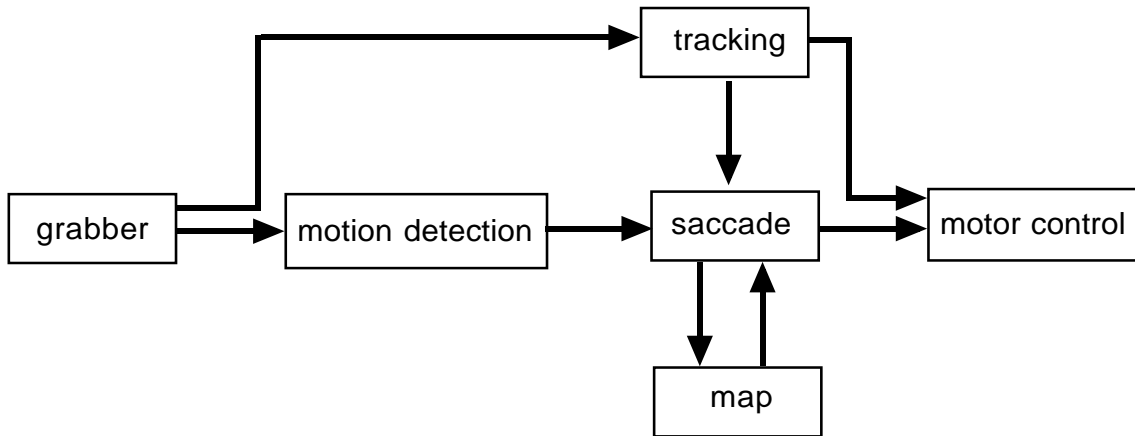 tracking
grabber
motion detection
saccade
motor control
map